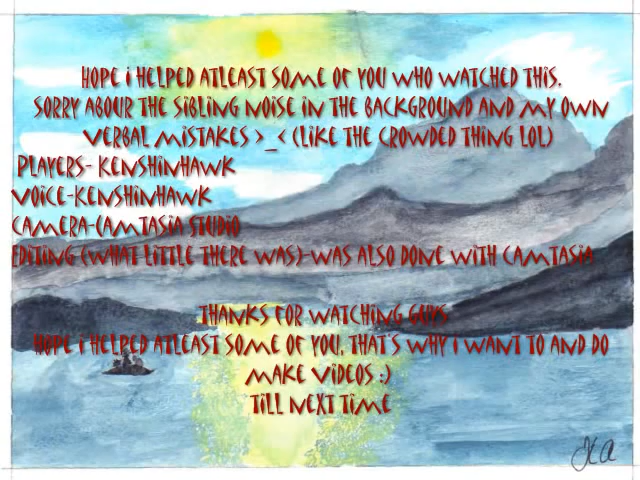 Hope i helped atleast some of you who watched this.
Sorry abour the sibling noise in the background and my own
verbal mistakes >_< (like the crowded thing lol)
Players- Kenshinhawk
Voice-Kenshinhawk
Camera-Camtasia Studio
Editing (what little there was)-was also done with Camtasia
Thanks for watching guys
Hope i helped atleast some of you, that's why i want to and do
make videos :)
Till next time